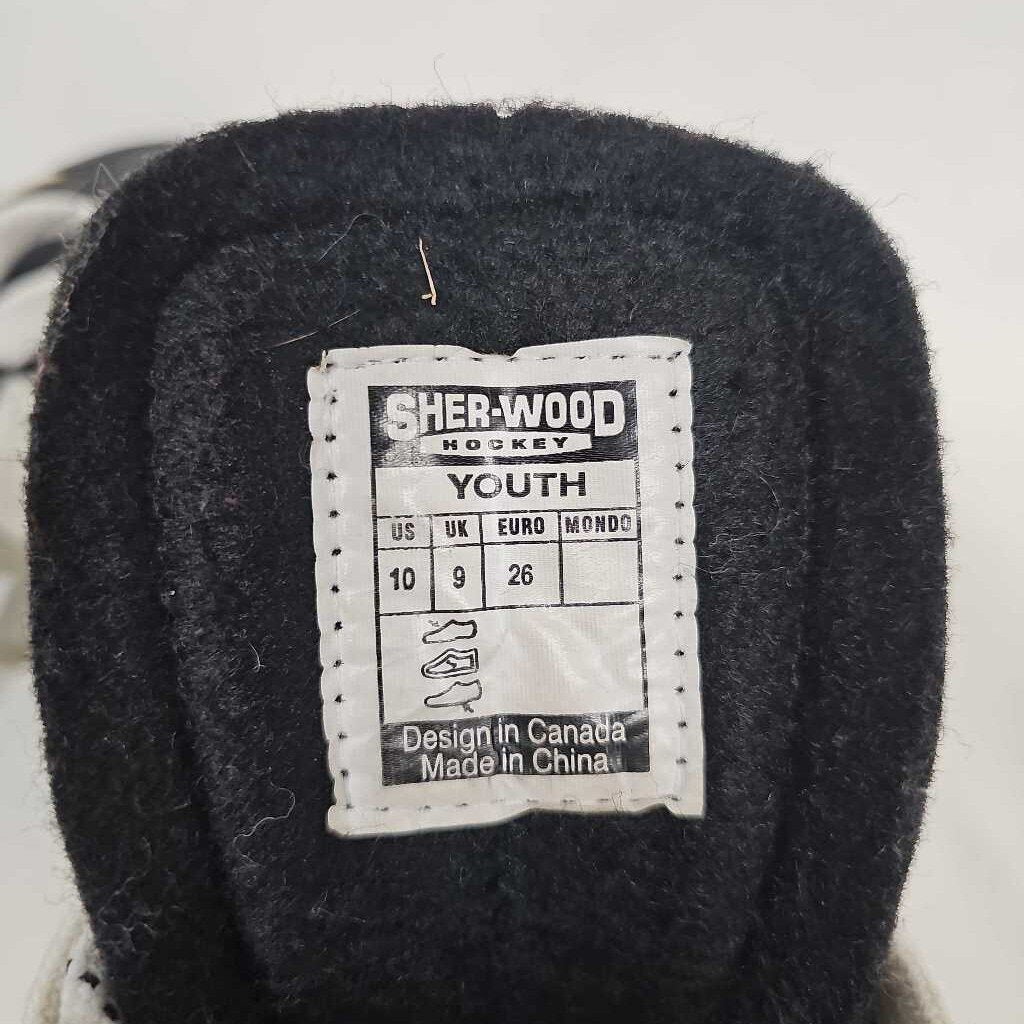 SHER-WOOD
HOCKEY
YOUTH
US UK EURO MONDO
10 9 26
Design in Canada
Made in China